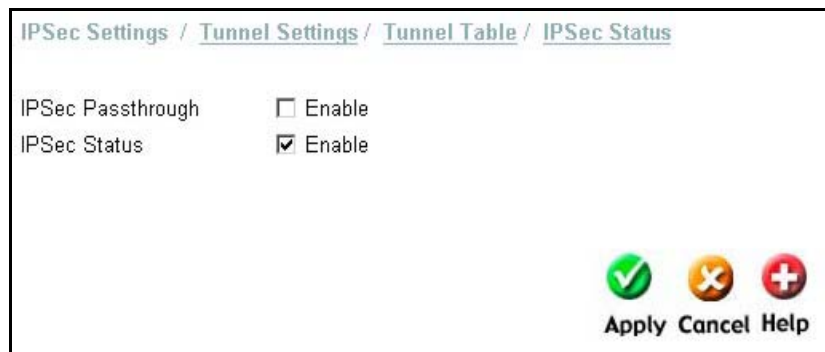 IPSec Settings / Tunnel Settings / Tunnel Table / IPSec Status
IPSec Passthrough Enable
IPSec Status Enable
Apply Cancel Help